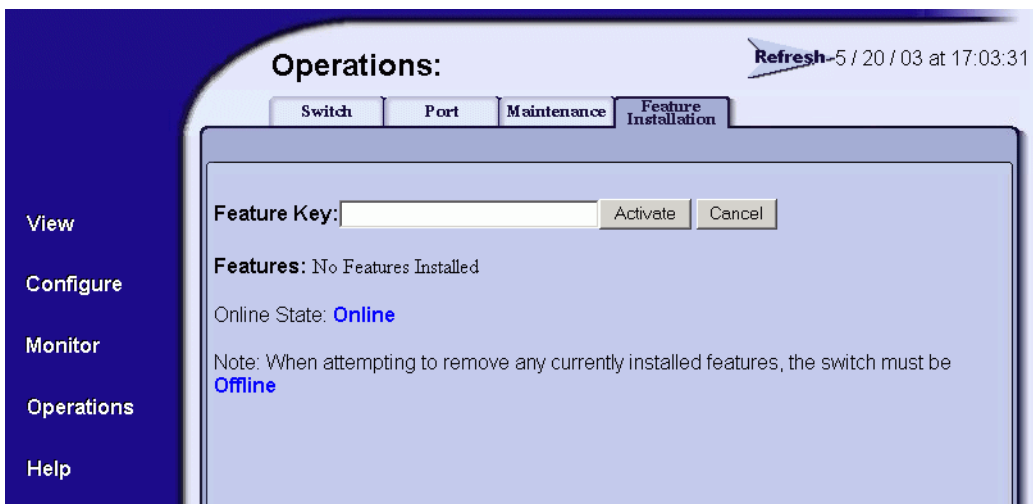 Operations:
Refresh-5 / 20 / 03 at 17:03:31
Switch
Port
Maintenance
Feature
Installation
View
Configure
Monitor
Operations
Help
Feature Key:
Activate
Cancel
Features: No Features Installed
Online State: Online
Note: When attempting to remove any currently installed features, the switch must be
Offline